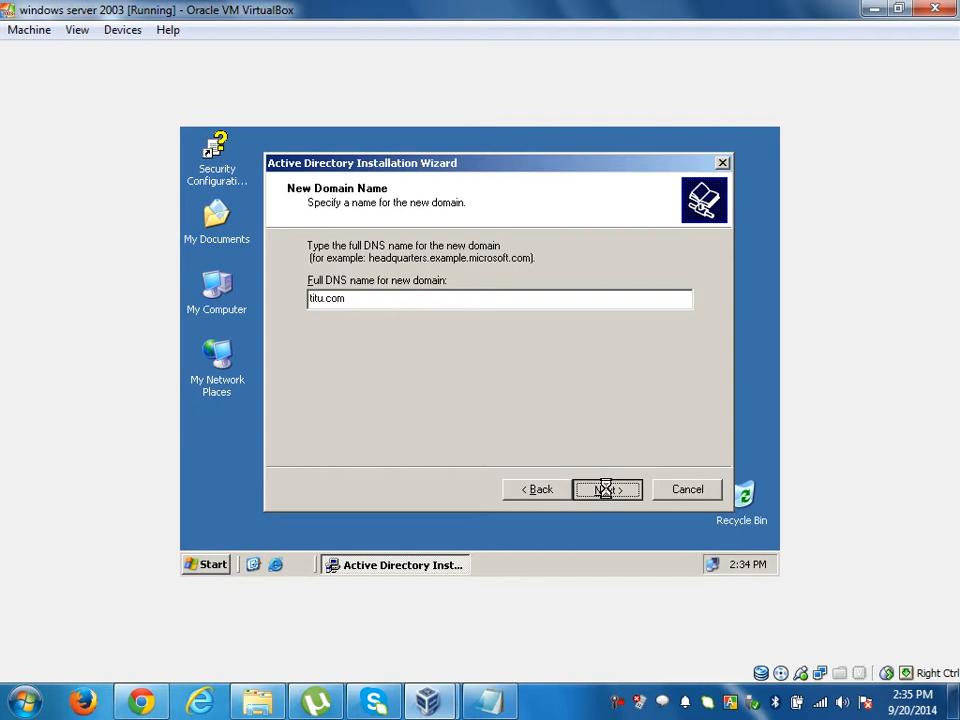 windows server 2003 [Running] - Oracle VM VirtualBox
Machine View Devices Help
Security
Configurati...
My Documents
My Computer
My Network
Places
Active Directory Installation Wizard
New Domain Name
Specify a name for the new domain.
Type the full DNS name for the new domain
(for example: headquarters.example.microsoft.com).
Full DNS name for new domain:
titu.com
< Back
Cancel
Recycle Bin
Start
Active Directory Inst...
2:34 PM
Right Ctrl
2:35 PM
9/20/2014